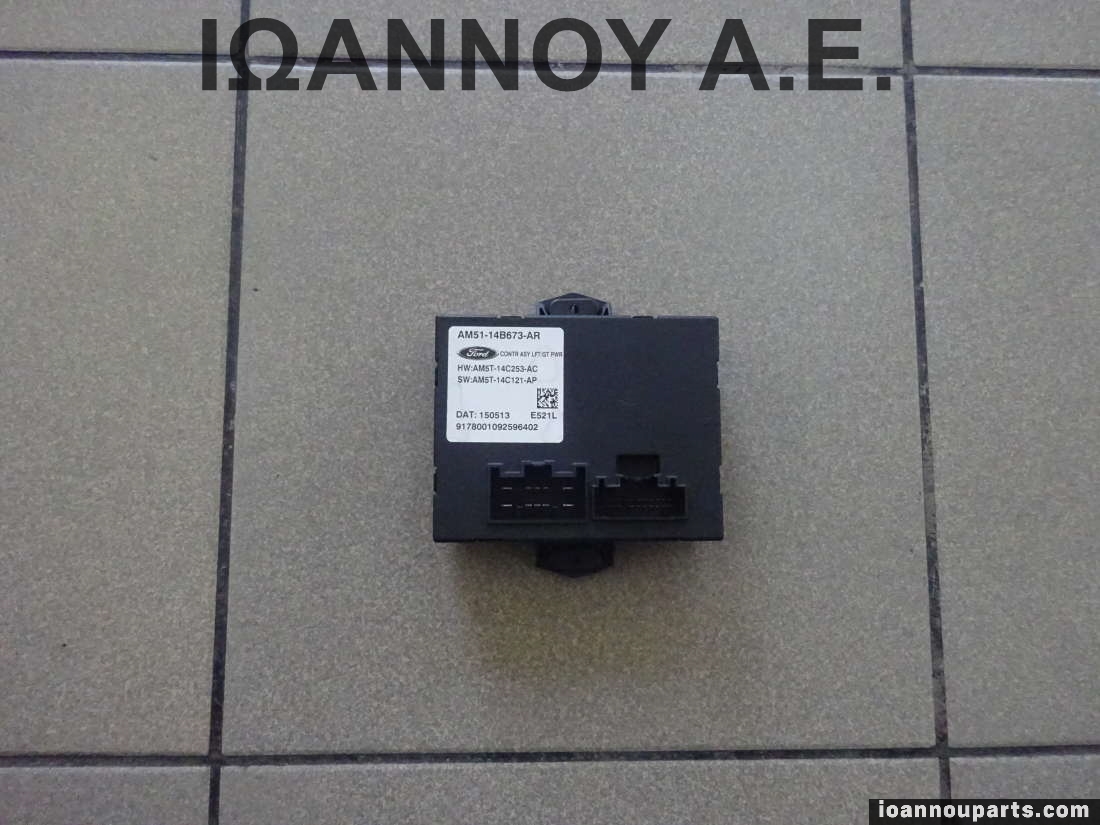 ΙΩΑΝΝΟΥ Α.Ε.
AM51-14B673-AR
Ford CONTR ASY LFT/GT PWR
HW:AM5T-14C253-AC
SW:AM5T-14C121-AP
DAT: 150513 E521L
9178001092596402
ioannouparts.com